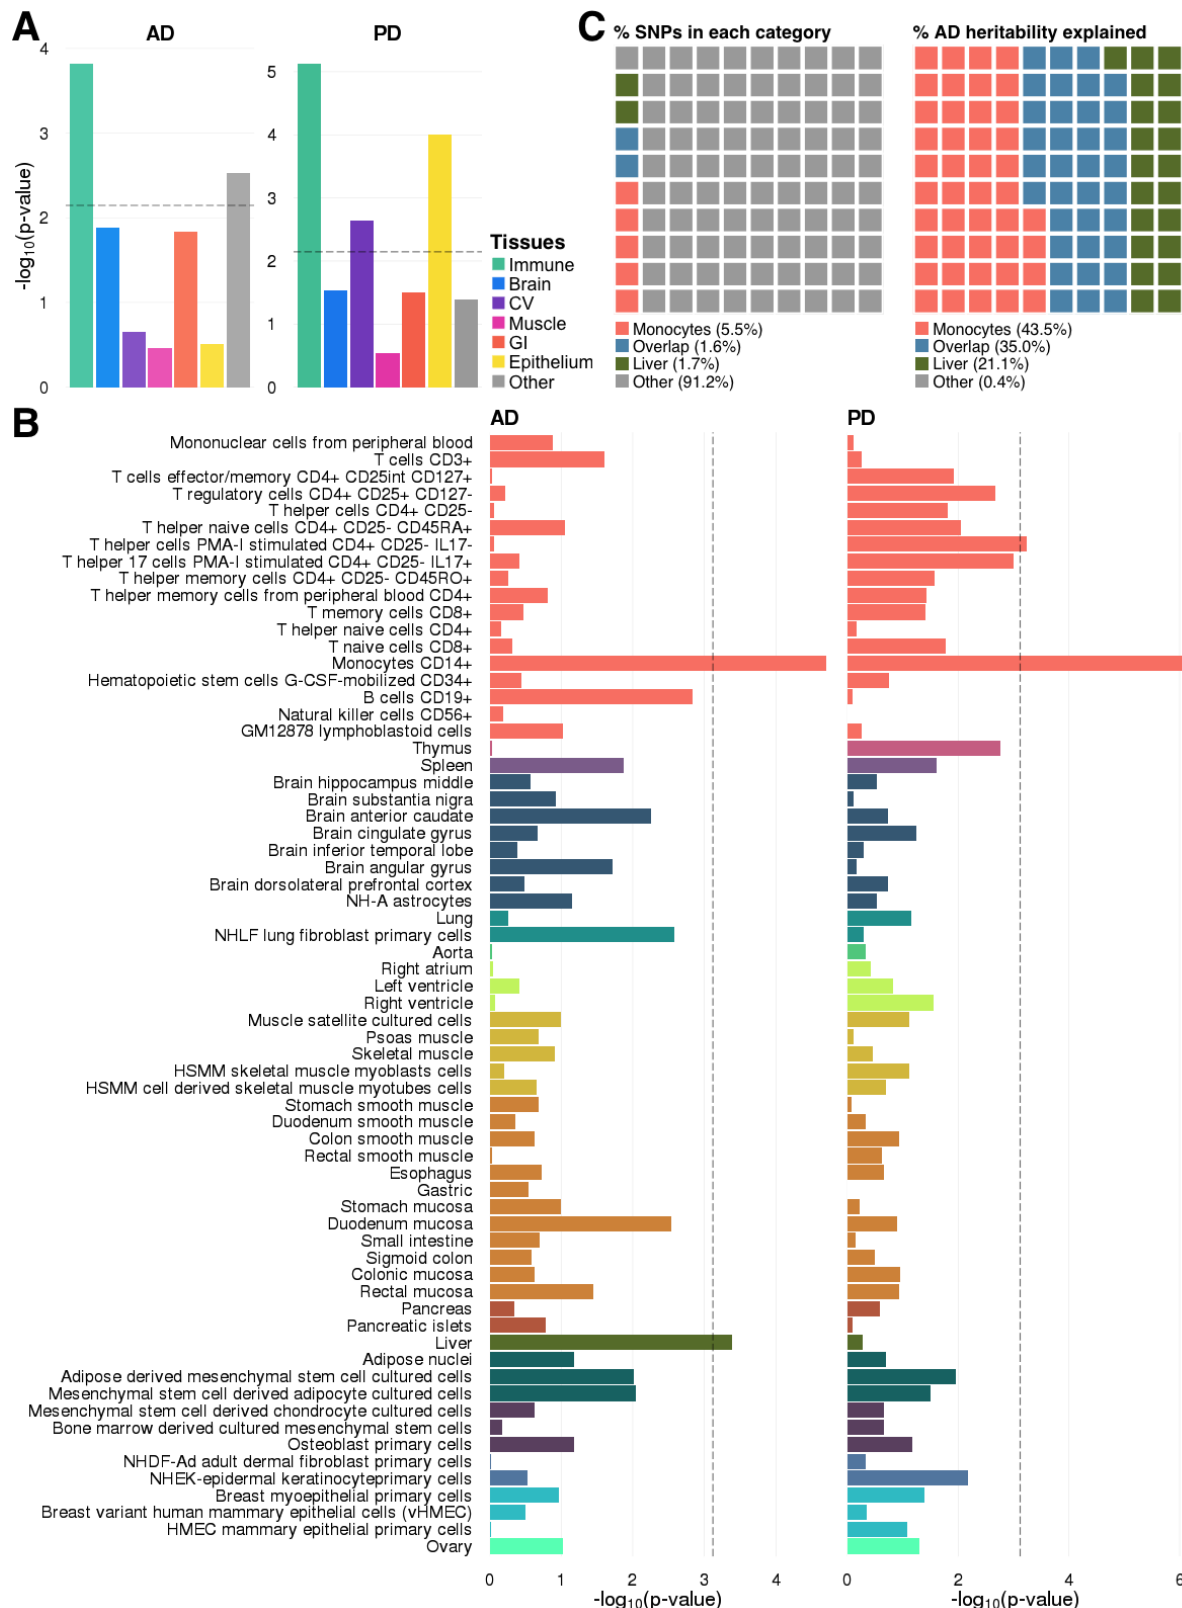 A
AD
PD
-log10(p-value)
4
3
2
1
0
5
4
3
2
1
0
Tissues
Immune
Brain
CV
Muscle
GI
Epithelium
Other
C
% SNPs in each category
% AD heritability explained
Monocytes (5.5%)
Overlap (1.6%)
Liver (1.7%)
Other (91.2%)
Monocytes (43.5%)
Overlap (35.0%)
Liver (21.1%)
Other (0.4%)
B
AD
PD
Mononuclear cells from peripheral blood
T cells CD3+
T cells effector/memory CD4+ CD25int CD127+
T regulatory cells CD4+ CD25+ CD127-
T helper cells CD4+ CD25-
T helper naive cells CD4+ CD25- CD45RA+
T helper cells PMA-I stimulated CD4+ CD25- IL17-
T helper 17 cells PMA-I stimulated CD4+ CD25- IL17+
T helper memory cells CD4+ CD25- CD45RO+
T helper memory cells from peripheral blood CD4+
T memory cells CD8+
T helper naive cells CD4+
T naive cells CD8+
Monocytes CD14+
Hematopoietic stem cells G-CSF-mobilized CD34+
B cells CD19+
Natural killer cells CD56+
GM12878 lymphoblastoid cells
Thymus
Spleen
Brain hippocampus middle
Brain substantia nigra
Brain anterior caudate
Brain cingulate gyrus
Brain inferior temporal lobe
Brain angular gyrus
Brain dorsolateral prefrontal cortex
NH-A astrocytes
Lung
NHLF lung fibroblast primary cells
Aorta
Right atrium
Left ventricle
Right ventricle
Muscle satellite cultured cells
Psoas muscle
Skeletal muscle
HSMM skeletal muscle myoblasts cells
HSMM cell derived skeletal muscle myotubes cells
Stomach smooth muscle
Duodenum smooth muscle
Colon smooth muscle
Rectal smooth muscle
Esophagus
Gastric
Stomach mucosa
Duodenum mucosa
Small intestine
Sigmoid colon
Colonic mucosa
Rectal mucosa
Pancreas
Pancreatic islets
Liver
Adipose nuclei
Adipose derived mesenchymal stem cell cultured cells
Mesenchymal stem cell derived adipocyte cultured cells
Mesenchymal stem cell derived chondrocyte cultured cells
Bone marrow derived cultured mesenchymal stem cells
Osteoblast primary cells
NHDF-Ad adult dermal fibroblast primary cells
NHEK-epidermal keratinocyteprimary cells
Breast myoepithelial primary cells
Breast variant human mammary epithelial cells (vHMEC)
HMEC mammary epithelial primary cells
Ovary
0 1 2 3 4
0 2 4 6
-log10(p-value)
-log10(p-value)